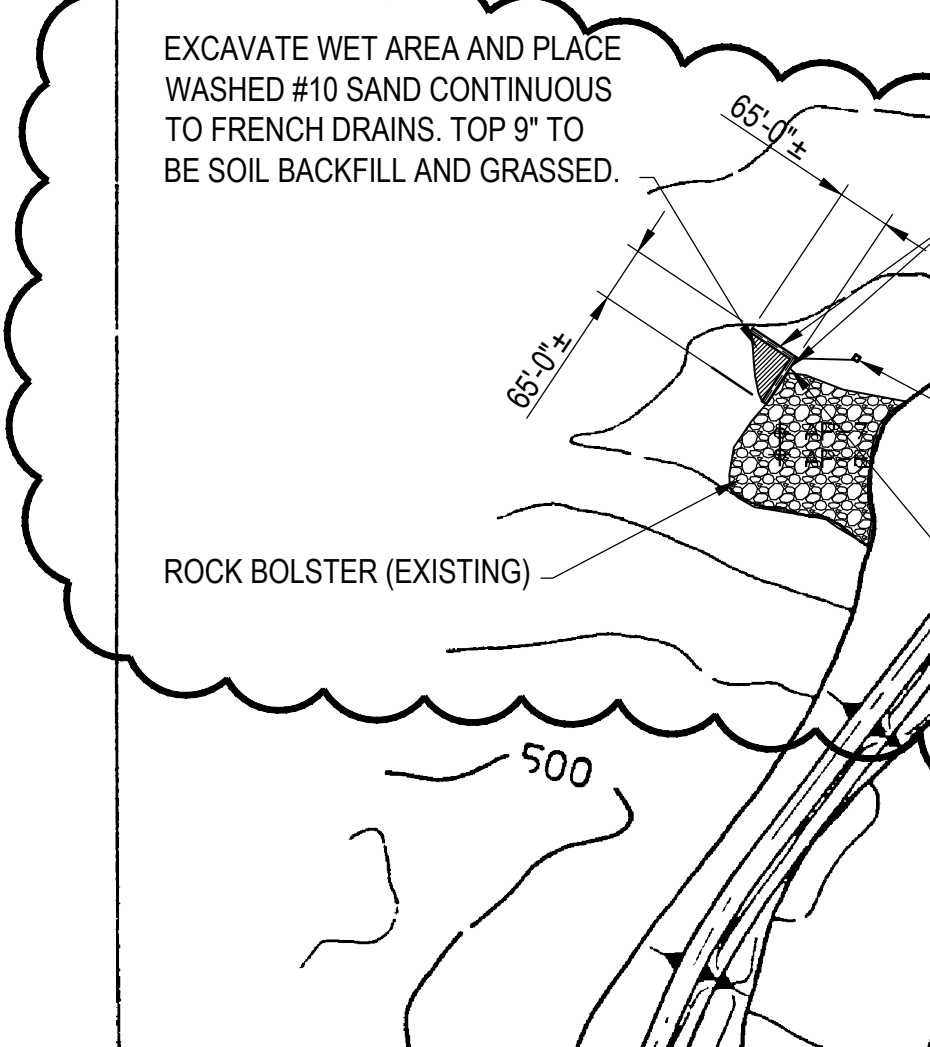 EXCAVATE WET AREA AND PLACE
WASHED #10 SAND CONTINUOUS
TO FRENCH DRAINS. TOP 9" TO
BE SOIL BACKFILL AND GRASSED.
65'-0"±
65'-0"±
ROCK BOLSTER (EXISTING)
500